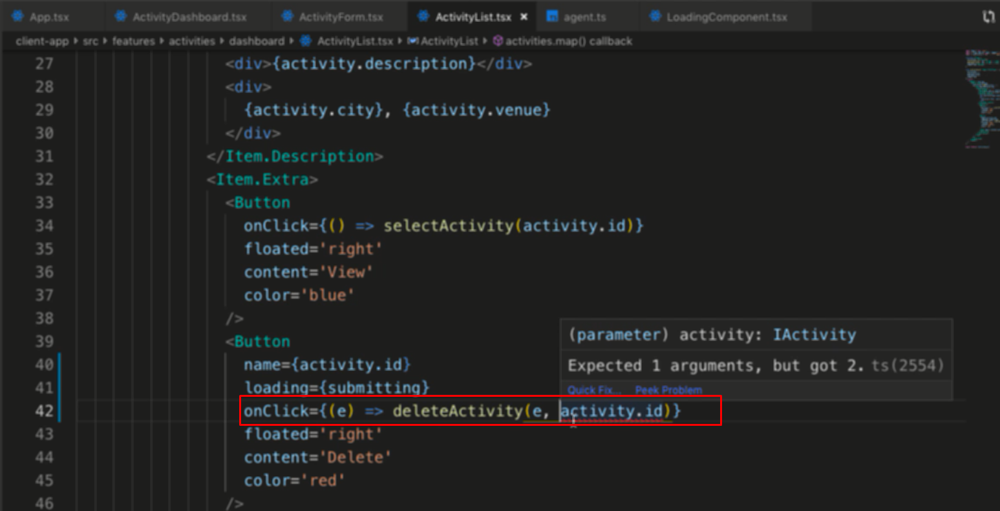 App.tsx ActivityDashboard.tsx ActivityForm.tsx ActivityList.tsx × TS agent.ts LoadingComponent.tsx
client-app › src › features › activities › dashboard › ActivityList.tsx › ActivityList › activities.map() callback
27 <div>{activity.description}</div>
28 <div>
29 {activity.city}, {activity.venue}
30 </div>
31 </Item.Description>
32 <Item.Extra>
33 <Button
34 onClick={() => selectActivity(activity.id)}
35 floated='right'
36 content='View'
37 color='blue'
38 />
39 <Button
(parameter) activity: IActivity
40 name={activity.id}
Expected 1 arguments, but got 2. ts(2554)
41 loading={submitting}
Quick Fix... Peek Problem
42 onClick={(e) => deleteActivity(e, activity.id)}
43 floated='right'
44 content='Delete'
45 color='red'
46 />